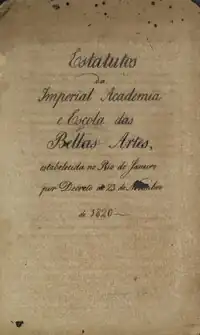 Estatutos
da
Imperial Academia
e Escola das
Bellas Artes,
estabelecida no Rio de Janeiro
por Decreto de 23 de Novembro
de 1820